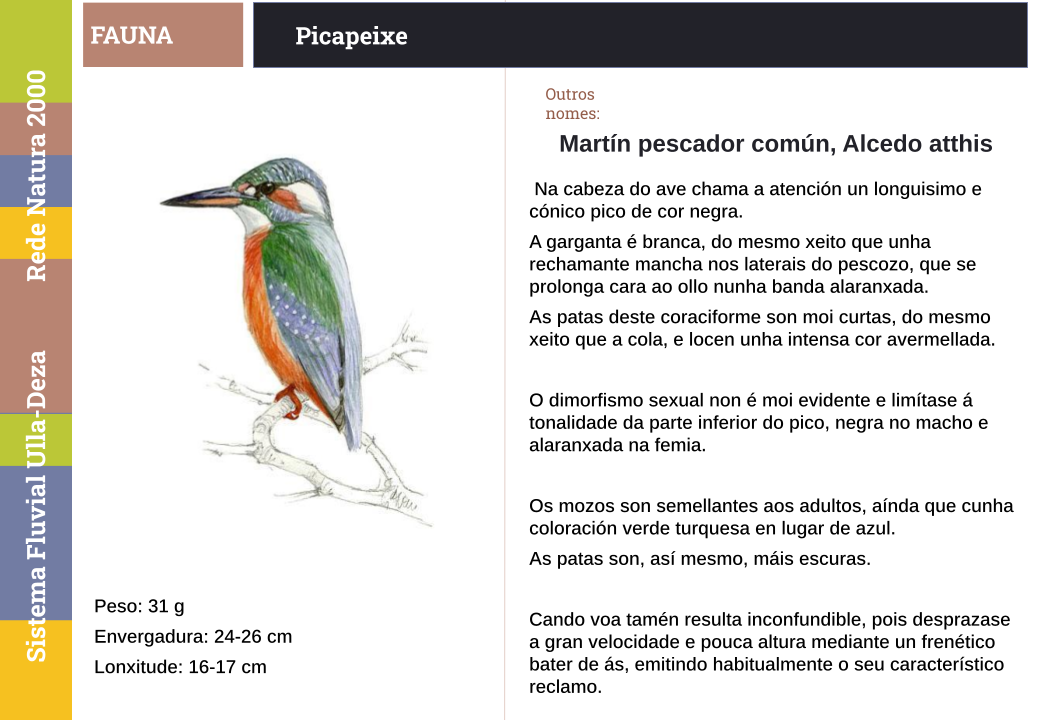 FAUNA
Picapeixe
Rede Natura 2000
Sistema Fluvial Ulla-Deza
Outros
nomes:
Martín pescador común, Alcedo atthis
Na cabeza do ave chama a atención un longuisimo e
cónico pico de cor negra.
A garganta é branca, do mesmo xeito que unha
rechamante mancha nos laterais do pescozo, que se
prolonga cara ao ollo nunha banda alaranxada.
As patas deste coraciforme son moi curtas, do mesmo
xeito que a cola, e locen unha intensa cor avermellada.
O dimorfismo sexual non é moi evidente e limítase á
tonalidade da parte inferior do pico, negra no macho e
alaranxada na femia.
Os mozos son semellantes aos adultos, aínda que cunha
coloración verde turquesa en lugar de azul.
As patas son, así mesmo, máis escuras.
Cando voa tamén resulta inconfundible, pois desprazase
a gran velocidade e pouca altura mediante un frenético
bater de ás, emitindo habitualmente o seu característico
reclamo.
Peso: 31 g
Envergadura: 24-26 cm
Lonxitude: 16-17 cm